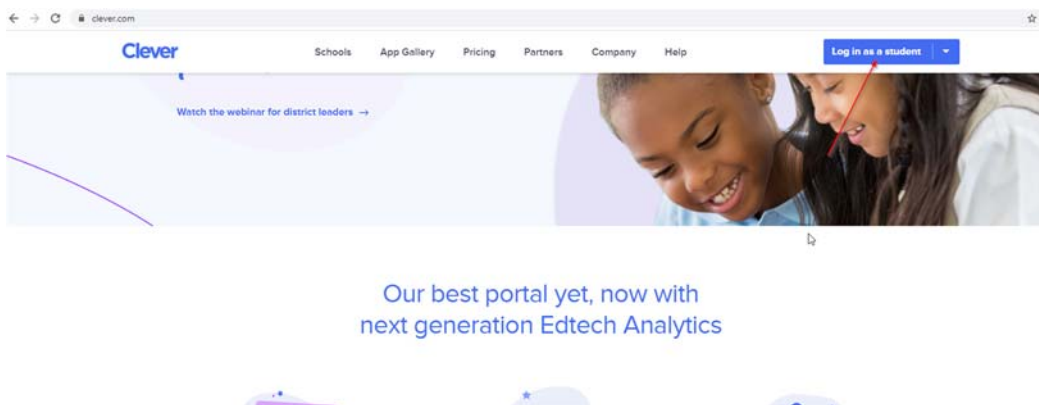 clever.com
Clever
Schools App Gallery Pricing Partners Company Help
Log in as a student
Watch the webinar for district leaders →
Our best portal yet, now with
next generation Edtech Analytics